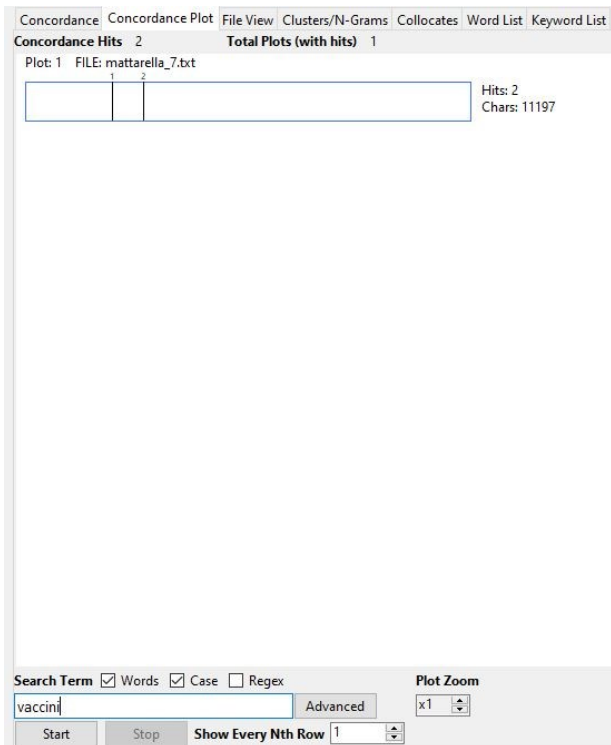 Concordance Concordance Plot File View Clusters/N-Grams Collocates Word List Keyword List
Concordance Hits 2 Total Plots (with hits) 1
Plot: 1 FILE: mattarella_7.txt
1 2
Hits: 2
Chars: 11197
Search Term Words Case Regex Plot Zoom
vaccini Advanced x1
Start Stop Show Every Nth Row 1